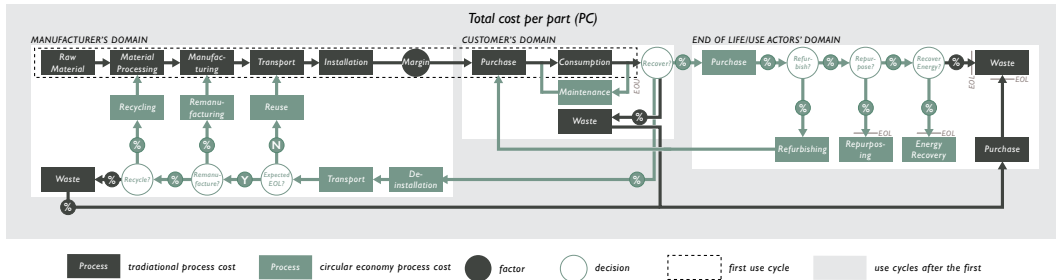 Total cost per part (PC)
MANUFACTURER'S DOMAIN
CUSTOMER'S DOMAIN
END OF LIFE/USE ACTORS' DOMAIN
Raw
Material
Material
Processing
Manufac-
turing
Transport
Installation
Margin
Purchase
Consumption
Recover?
%
Purchase
%
Refur-
bish?
%
Repur-
pose?
%
Recover
Energy?
%
Waste
EOL
EOL
EOL
Maintenance
Recycling
Remanu-
facturing
Reuse
Waste
%
%
%
%
EOL
EOL
%
%
N
Refurbishing
Repurpos-
ing
Energy
Recovery
Purchase
Waste
%
Recycle?
%
Remanu-
facture?
Y
Expected
EOL?
Transport
De-
installation
%
%
Process
tradiational process cost
Process
circular economy process cost
factor
decision
first use cycle
use cycles after the first